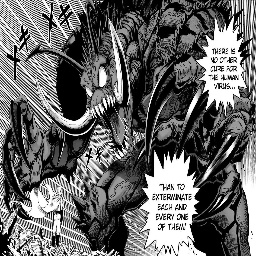 THERE IS
NO OTHER
CURE FOR
THE HUMAN
VIRUS...
THAN TO
EXTERMINATE
EACH AND
EVERY ONE
OF THEM!